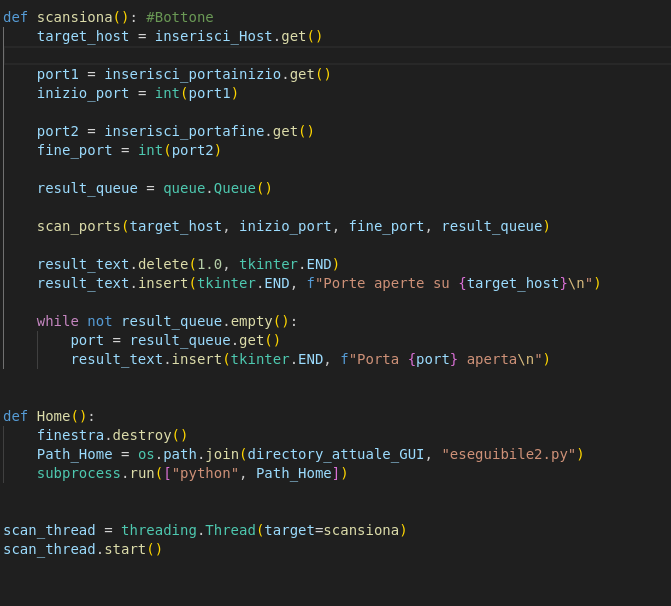 def scansiona(): #Bottone
    target_host = inserisci_Host.get()

    port1 = inserisci_portainizio.get()
    inizio_port = int(port1)

    port2 = inserisci_portafine.get()
    fine_port = int(port2)

    result_queue = queue.Queue()

    scan_ports(target_host, inizio_port, fine_port, result_queue)

    result_text.delete(1.0, tkinter.END)
    result_text.insert(tkinter.END, f"Porte aperte su {target_host}\n")

    while not result_queue.empty():
        port = result_queue.get()
        result_text.insert(tkinter.END, f"Porta {port} aperta\n")


def Home():
    finestra.destroy()
    Path_Home = os.path.join(directory_attuale_GUI, "eseguibile2.py")
    subprocess.run(["python", Path_Home])


scan_thread = threading.Thread(target=scansiona)
scan_thread.start()